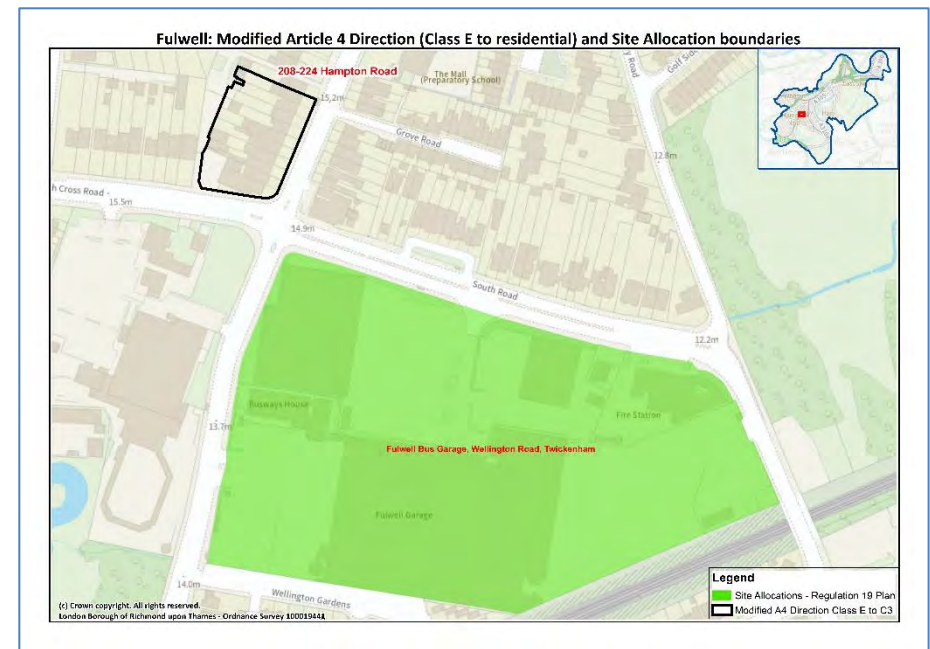 Fulwell: Modified Article 4 Direction (Class E to residential) and Site Allocation boundaries
208-224 Hampton Road
The Mall
(Preparatory School)
Golf Side
15.2m
Grove Road
12.8m
h Cross Road
15.5m
14.9m
South Road
12.2m
Busways House
Fire Station
13.7m
Fulwell Bus Garage, Wellington Road, Twickenham
Fulwell Garage
14.0m
Wellington Gardens
Legend
Site Allocations - Regulation 19 Plan
Modified A4 Direction Class E to C3
(c) Crown copyright. All rights reserved.
London Borough of Richmond upon Thames - Ordnance Survey 100019441